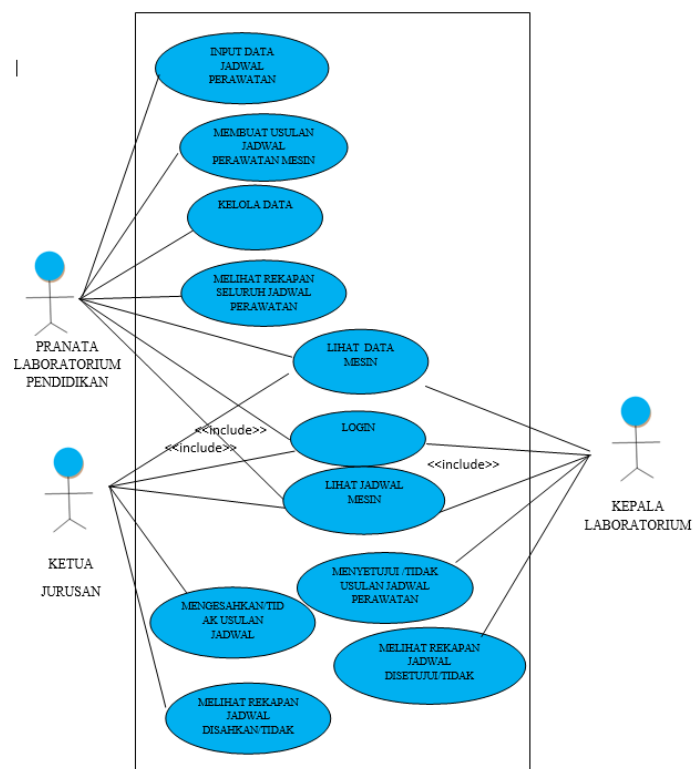 INPUT DATA
JADWAL
PERAWATAN
MEMBUAT USULAN
JADWAL
PERAWATAN MESIN
KELOLA DATA
MELIHAT REKAPAN
SELURUH JADWAL
PERAWATAN
PRANATA
LABORATORIUM
PENDIDIKAN
LIHAT DATA
MESIN
<<include>>
<<include>>
LOGIN
<<include>>
LIHAT JADWAL
MESIN
KEPALA
LABORATORIUM
KETUA
JURUSAN
MENYETUJUI /TIDAK
USULAN JADWAL
PERAWATAN
MENGESAHKAN/TID
AK USULAN
JADWAL
MELIHAT REKAPAN
JADWAL
DISETUJUI/TIDAK
MELIHAT REKAPAN
JADWAL
DISAHKAN/TIDAK